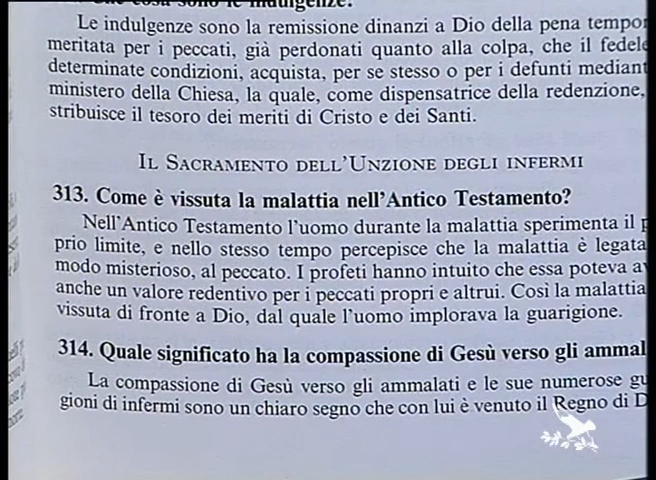 Che cosa sono le indulgenze?
Le indulgenze sono la remissione dinanzi a Dio della pena tempo
meritata per i peccati, già perdonati quanto alla colpa, che il fedele
determinate condizioni, acquista, per se stesso o per i defunti mediant
ministero della Chiesa, la quale, come dispensatrice della redenzione,
stribuisce il tesoro dei meriti di Cristo e dei Santi.
IL SACRAMENTO DELL'UNZIONE DEGLI INFERMI
313. Come è vissuta la malattia nell'Antico Testamento?
Nell'Antico Testamento l'uomo durante la malattia sperimenta il p
prio limite, e nello stesso tempo percepisce che la malattia è legata
modo misterioso, al peccato. I profeti hanno intuito che essa poteva av
anche un valore redentivo per i peccati propri e altrui. Così la malattia
vissuta di fronte a Dio, dal quale l'uomo implorava la guarigione.
314. Quale significato ha la compassione di Gesù verso gli ammal
La compassione di Gesù verso gli ammalati e le sue numerose gu
gioni di infermi sono un chiaro segno che con lui è venuto il Regno di D